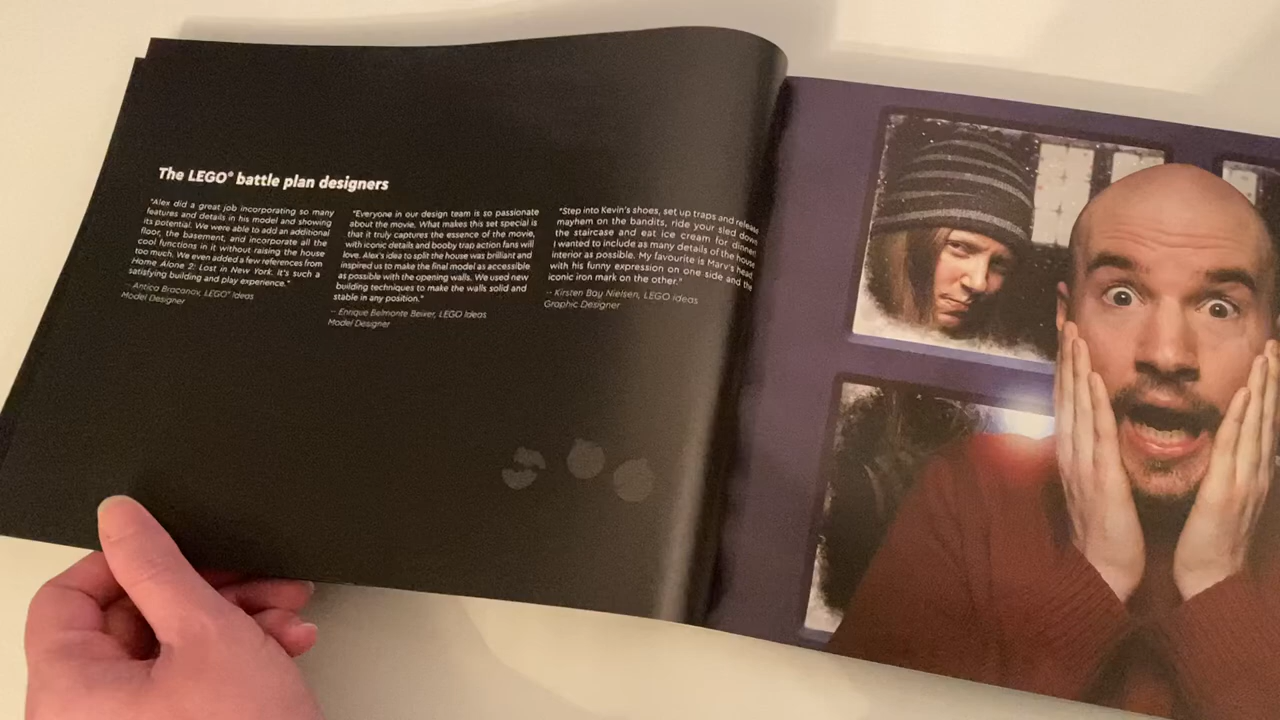 The LEGO® battle plan designers
"Alex did a great job incorporating so many
features and details in his model and showing
its potential. We were able to add an additional
floor, the basement, and incorporate all the
cool functions in it without raising the house
too much. We even added a few references from
Home Alone 2: Lost in New York. It's such a
satisfying building and play experience."
-- Antica Bracanov, LEGO® Ideas
Model Designer
"Everyone in our design team is so passionate
about the movie. What makes this set special is
that it truly captures the essence of the movie,
with iconic details and booby trap action fans will
love. Alex's idea to split the house was brilliant and
inspired us to make the final model as accessible
as possible with the opening walls. We used new
building techniques to make the walls solid and
stable in any position."
-- Enrique Belmonte Beixer, LEGO Ideas
Model Designer
"Step into Kevin's shoes, set up traps and release
mayhem on the bandits, ride your sled down
the staircase and eat ice cream for dinner!
I wanted to include as many details of the house
interior as possible. My favourite is Marv's head
with his funny expression on one side and the
iconic iron mark on the other."
-- Kirsten Bay Nielsen, LEGO Ideas
Graphic Designer